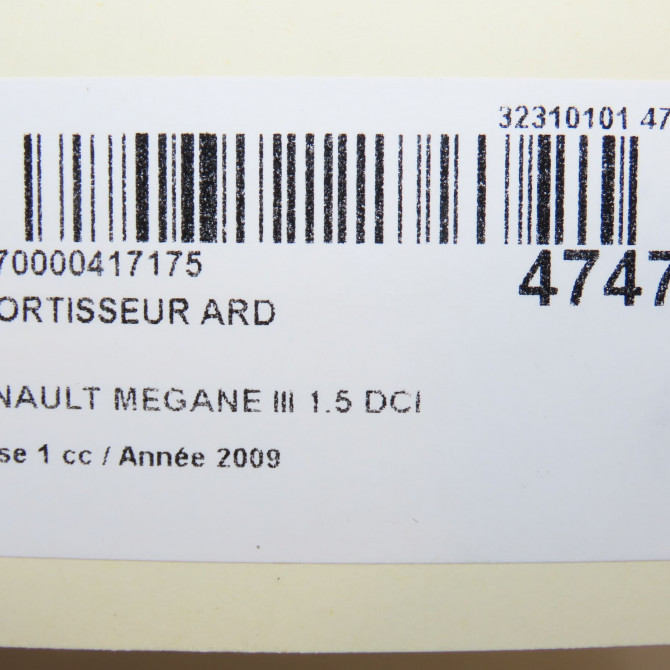 32310101 47
70000417175
4747
ORTISSEUR ARD
NAULT MEGANE III 1.5 DCI
se 1 cc / Année 2009